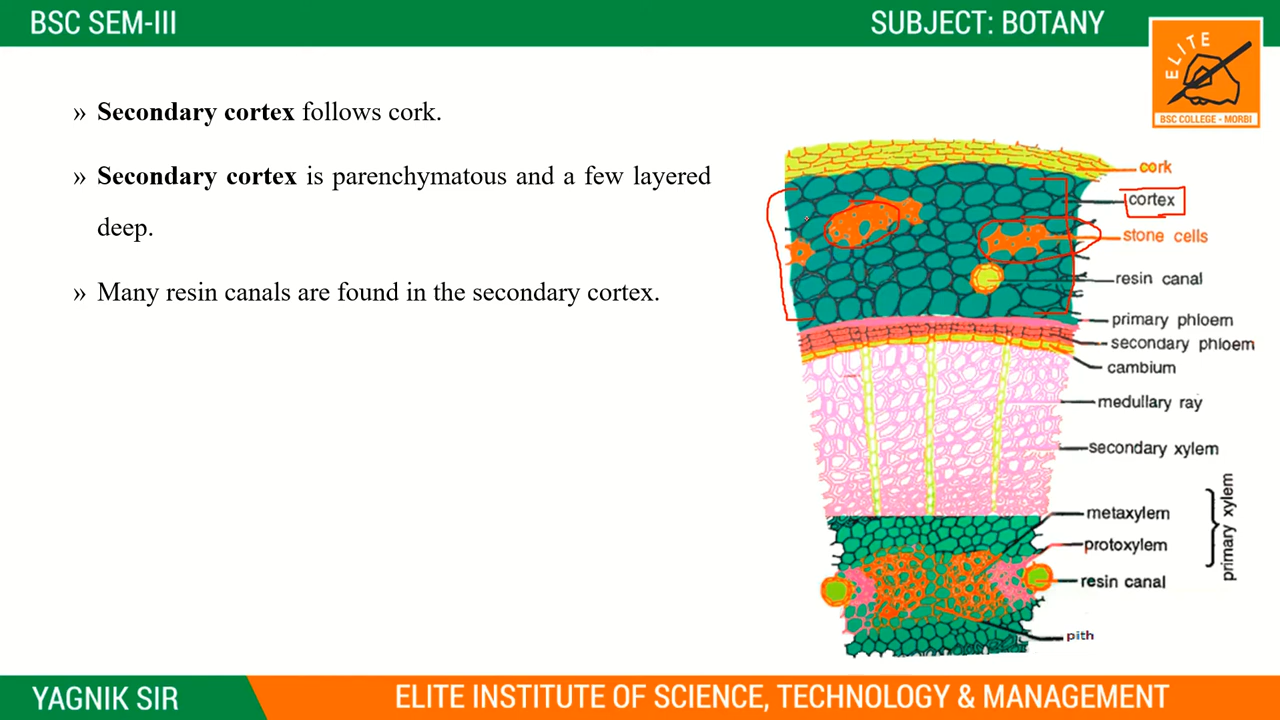 BSC SEM-III
SUBJECT: BOTANY
ELITE
BSC COLLEGE - MORBI
» Secondary cortex follows cork.
» Secondary cortex is parenchymatous and a few layered
deep.
» Many resin canals are found in the secondary cortex.
cork
cortex
stone cells
resin canal
primary phloem
secondary phloem
cambium
medullary ray
secondary xylem
metaxylem
protoxylem
primary xylem
resin canal
pith
YAGNIK SIR
ELITE INSTITUTE OF SCIENCE, TECHNOLOGY & MANAGEMENT